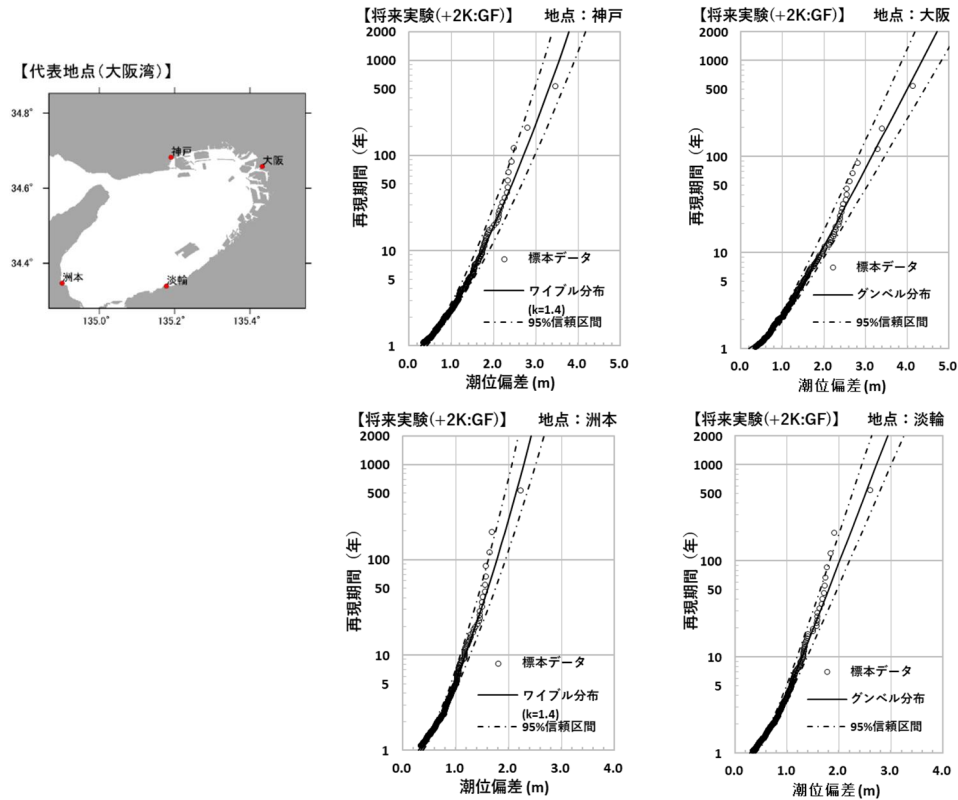 【代表地点(大阪湾)】
34.8°
34.6°
34.4°
神戸
大阪
洲本
淡輪
135.0°
135.2°
135.4°
【将来実験(+2K:GF)】 地点：神戸
再現期間（年）
2000
1000
500
100
50
10
5
1
標本データ
ワイブル分布
(k=1.4)
95%信頼区間
0.0 1.0 2.0 3.0 4.0 5.0
潮位偏差(m)
【将来実験(+2K:GF)】 地点：大阪
再現期間（年）
2000
1000
500
100
50
10
5
1
標本データ
グンベル分布
95%信頼区間
0.0 1.0 2.0 3.0 4.0 5.0
潮位偏差(m)
【将来実験(+2K:GF)】 地点：洲本
再現期間（年）
2000
1000
500
100
50
10
5
1
標本データ
ワイブル分布
(k=1.4)
95%信頼区間
0.0 1.0 2.0 3.0 4.0
潮位偏差(m)
【将来実験(+2K:GF)】 地点：淡輪
再現期間（年）
2000
1000
500
100
50
10
5
1
標本データ
グンベル分布
95%信頼区間
0.0 1.0 2.0 3.0 4.0
潮位偏差(m)